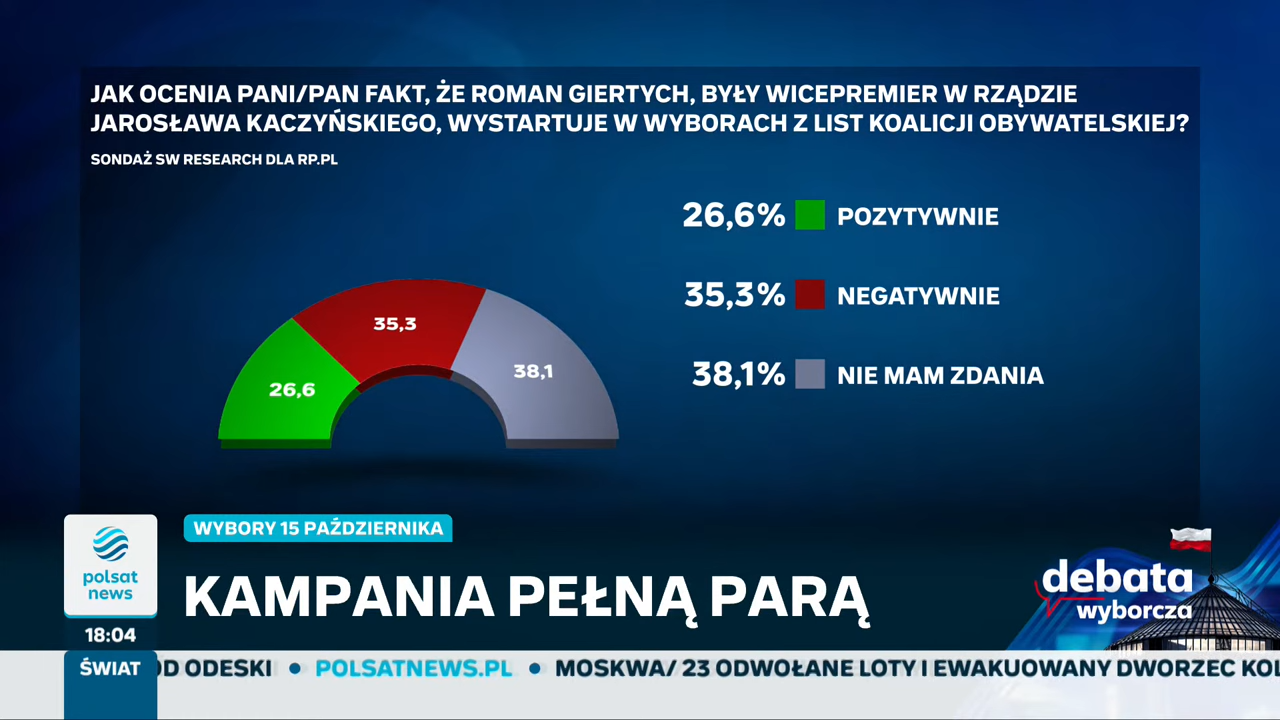 JAK OCENIA PANI/PAN FAKT, ŻE ROMAN GIERTYCH, BYŁY WICEPREMIER W RZĄDZIE
JAROSŁAWA KACZYŃSKIEGO, WYSTARTUJE W WYBORACH Z LIST KOALICJI OBYWATELSKIEJ?
SONDAŻ SW RESEARCH DLA RP.PL
26,6% POZYTYWNIE
35,3% NEGATYWNIE
38,1% NIE MAM ZDANIA
26,6
35,3
38,1
WYBORY 15 PAŹDZIERNIKA
KAMPANIA PEŁNĄ PARĄ
polsat
news
18:04
debata
wyborcza
ŚWIAT
OD ODESKI • POLSATNEWS.PL • MOSKWA/ 23 ODWOŁANE LOTY I EWAKUOWANY DWORZEC